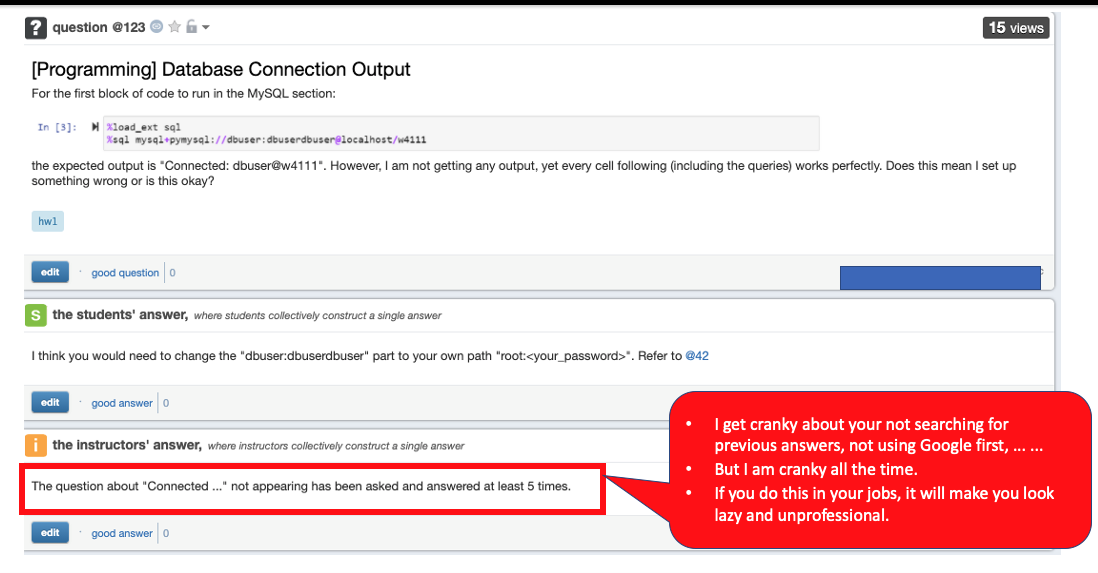 ? question @123
15 views
[Programming] Database Connection Output
For the first block of code to run in the MySQL section:
In [3]: %load_ext sql
%sql mysql+pymysql://dbuser:dbuserdbuser@localhost/w4111
the expected output is "Connected: dbuser@w4111". However, I am not getting any output, yet every cell following (including the queries) works perfectly. Does this mean I set up
something wrong or is this okay?
hw1
edit · good question 0
S the students' answer, where students collectively construct a single answer
I think you would need to change the "dbuser:dbuserdbuser" part to your own path "root:<your_password>". Refer to @42
edit · good answer 0
i the instructors' answer, where instructors collectively construct a single answer
The question about "Connected ..." not appearing has been asked and answered at least 5 times.
edit · good answer 0
• I get cranky about your not searching for
previous answers, not using Google first, ... ...
• But I am cranky all the time.
• If you do this in your jobs, it will make you look
lazy and unprofessional.